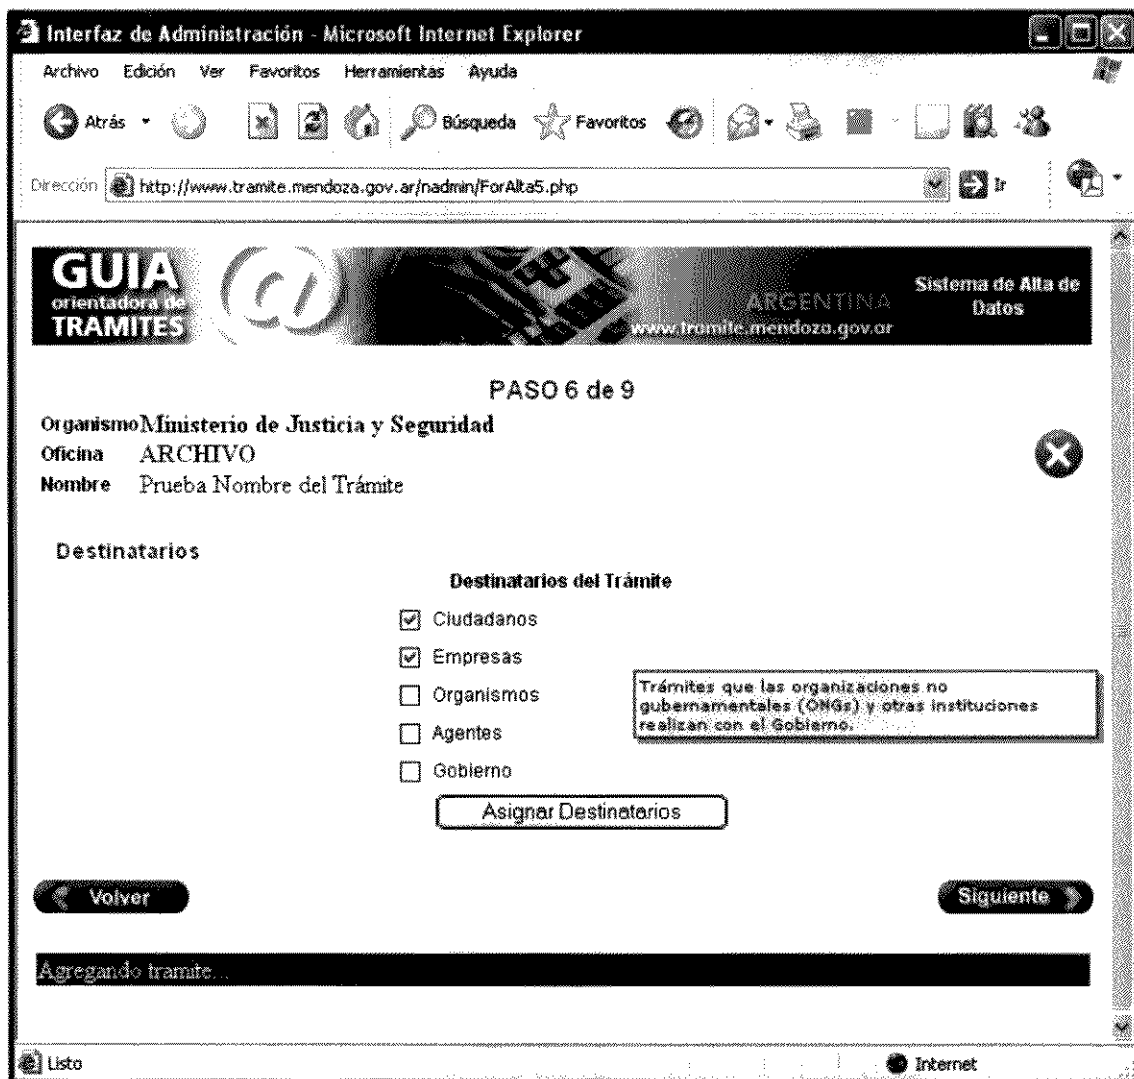 Interfaz de Administración - Microsoft Internet Explorer
Archivo Edición Ver Favoritos Herramientas Ayuda
Atrás Búsqueda Favoritos
Dirección http://www.tramite.mendoza.gov.ar/nadmin/ForAlta5.php Ir
GUIA
orientadora de
TRAMITES
ARGENTINA
www.tramite.mendoza.gov.ar
Sistema de Alta de
Datos
PASO 6 de 9
Organismo Ministerio de Justicia y Seguridad
Oficina ARCHIVO
Nombre Prueba Nombre del Trámite
Destinatarios
Destinatarios del Trámite
Ciudadanos
Empresas
Organismos
Agentes
Gobierno
Trámites que las organizaciones no
gubernamentales (ONGs) y otras instituciones
realizan con el Gobierno.
Asignar Destinatarios
Volver
Siguiente
Agregando tramite...
Listo Internet